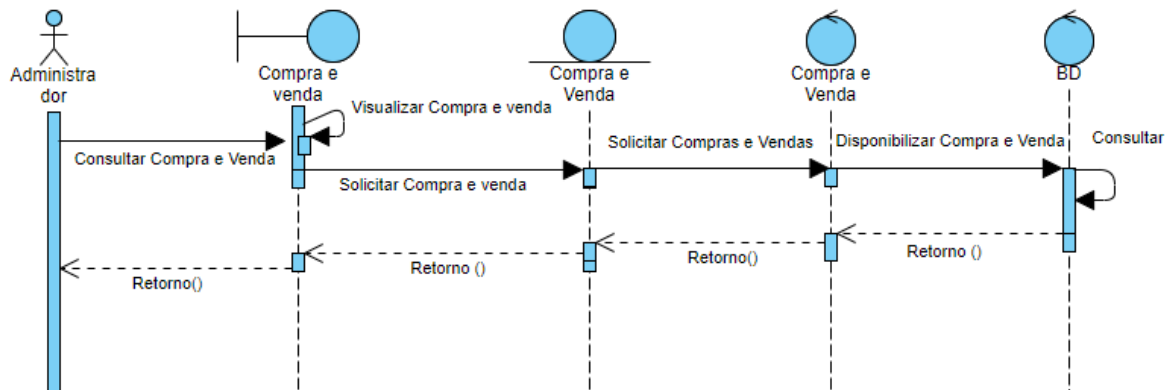 Administra
dor
Compra e
venda
Compra e
Venda
Compra e
Venda
BD
Visualizar Compra e venda
Consultar Compra e Venda
Solicitar Compras e Vendas
Disponibilizar Compra e Venda
Consultar
Solicitar Compra e venda
Retorno()
Retorno ()
Retorno()
Retorno ()